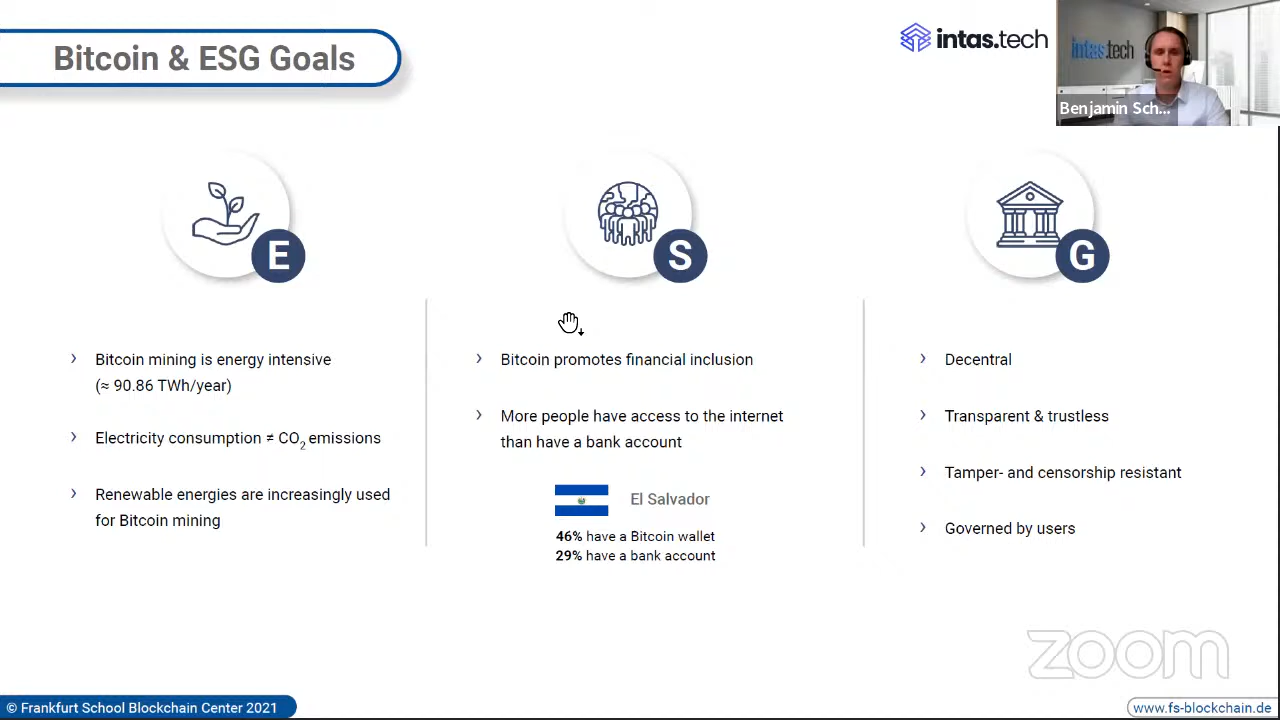 Bitcoin & ESG Goals
intas.tech
intas.tech
Benjamin Sch...
E
S
G
Bitcoin mining is energy intensive
(≈ 90.86 TWh/year)
Electricity consumption ≠ CO2 emissions
Renewable energies are increasingly used
for Bitcoin mining
Bitcoin promotes financial inclusion
More people have access to the internet
than have a bank account
El Salvador
46% have a Bitcoin wallet
29% have a bank account
Decentral
Transparent & trustless
Tamper- and censorship resistant
Governed by users
zoom
© Frankfurt School Blockchain Center 2021
www.fs-blockchain.de